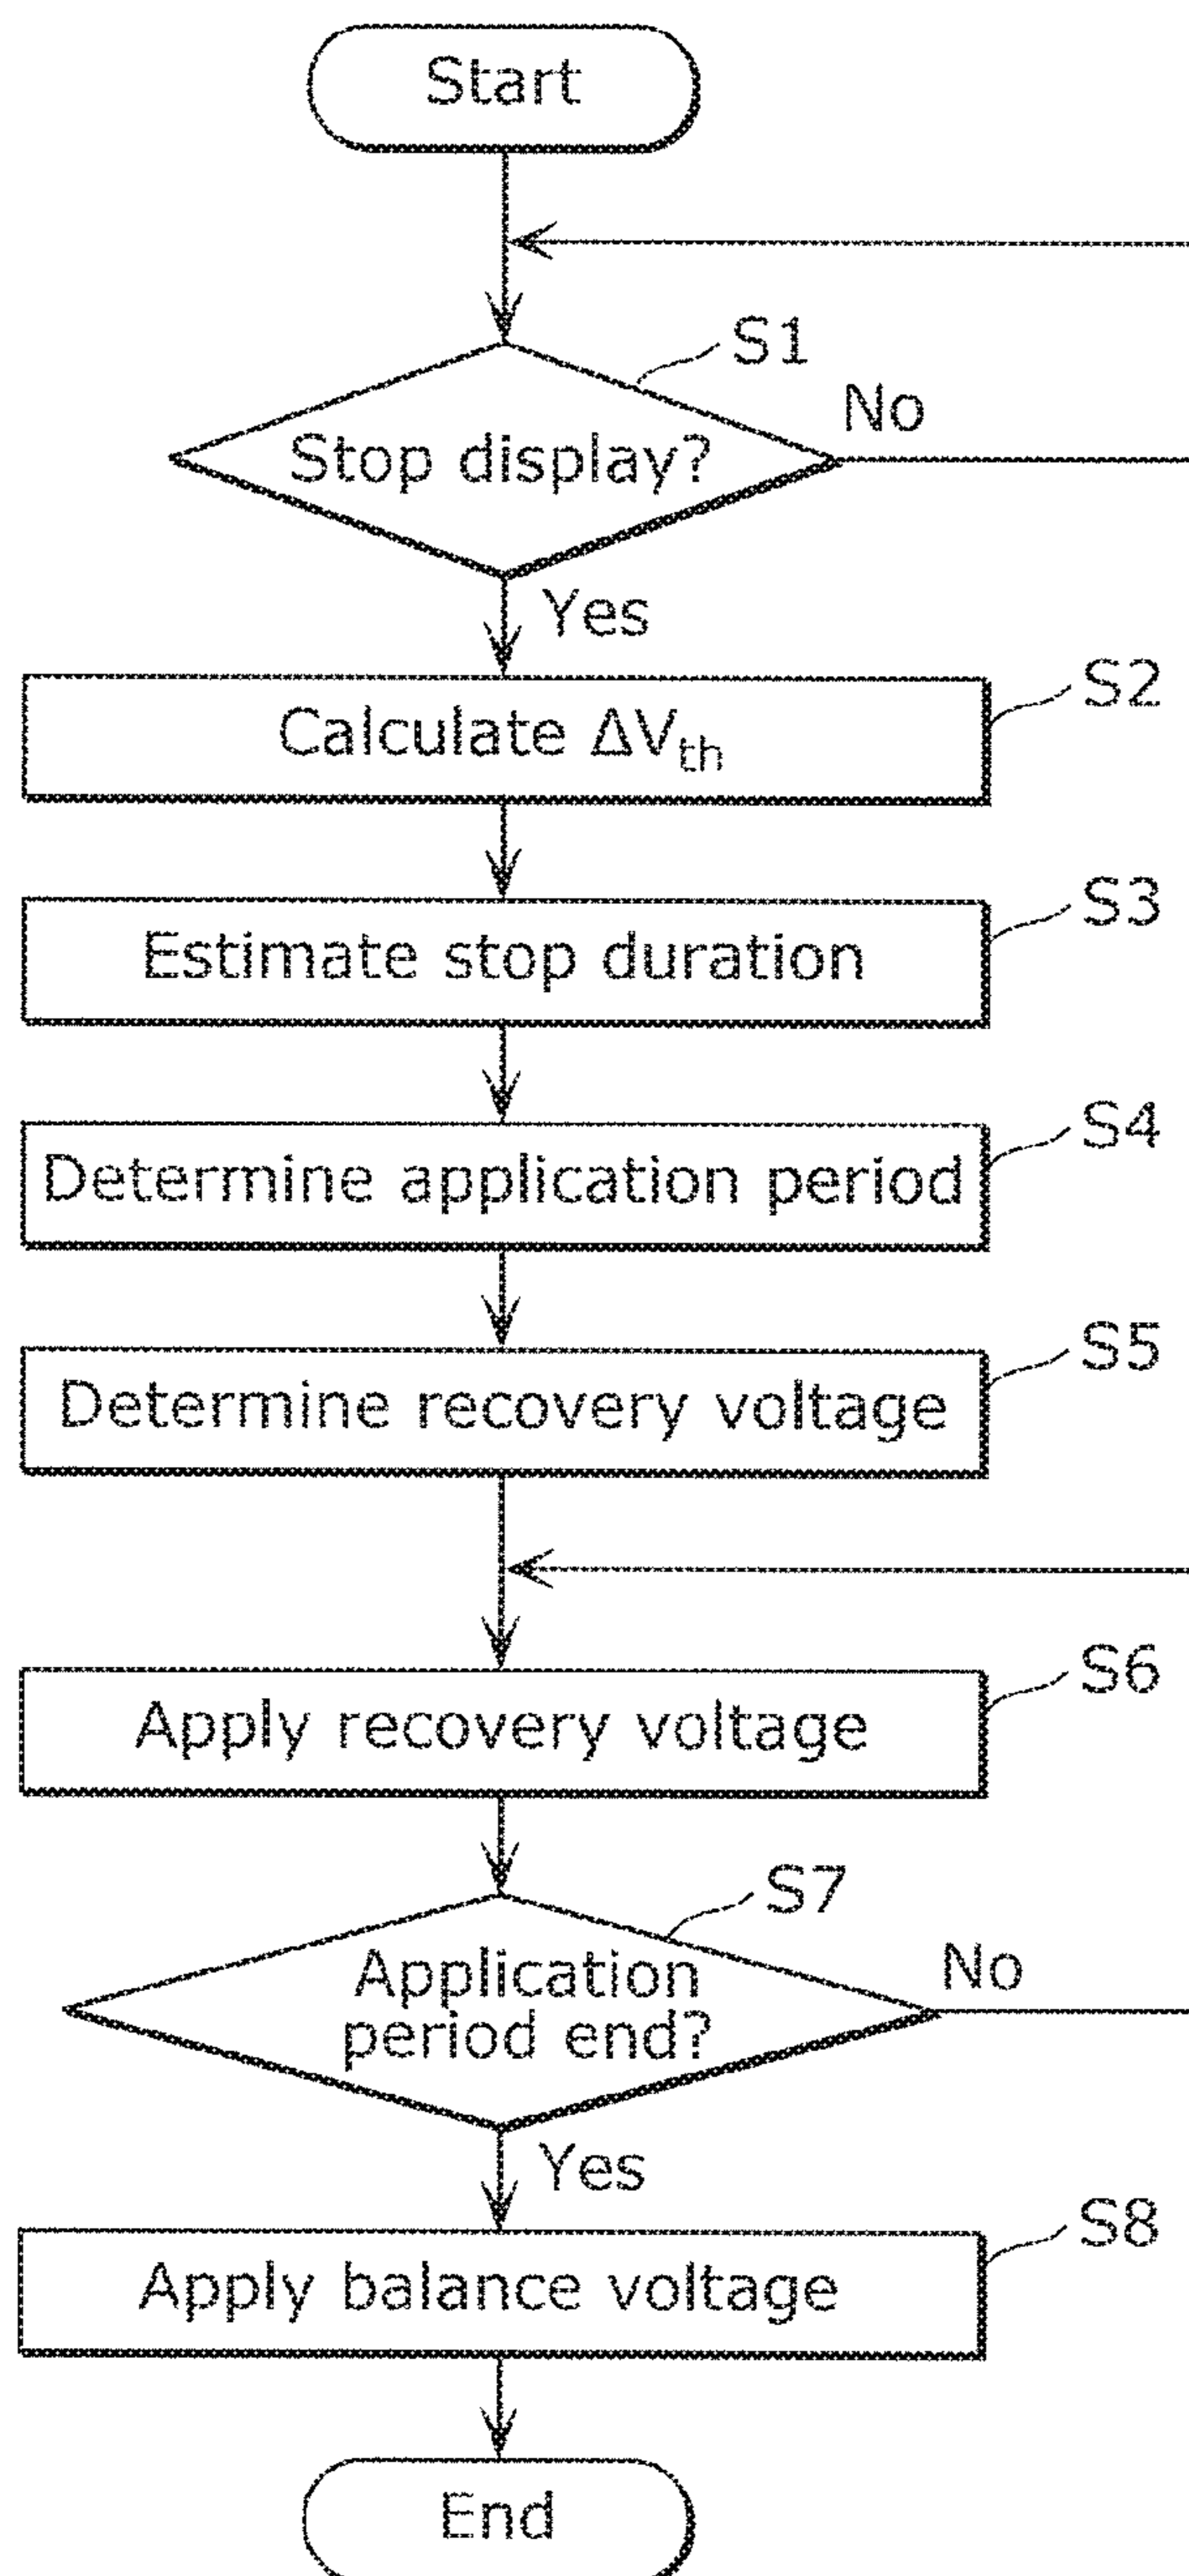 Start
S1
No
Stop display?
Yes
S2
Calculate ΔVth
S3
Estimate stop duration
S4
Determine application period
S5
Determine recovery voltage
S6
Apply recovery voltage
S7
No
Application
period end?
Yes
S8
Apply balance voltage
End